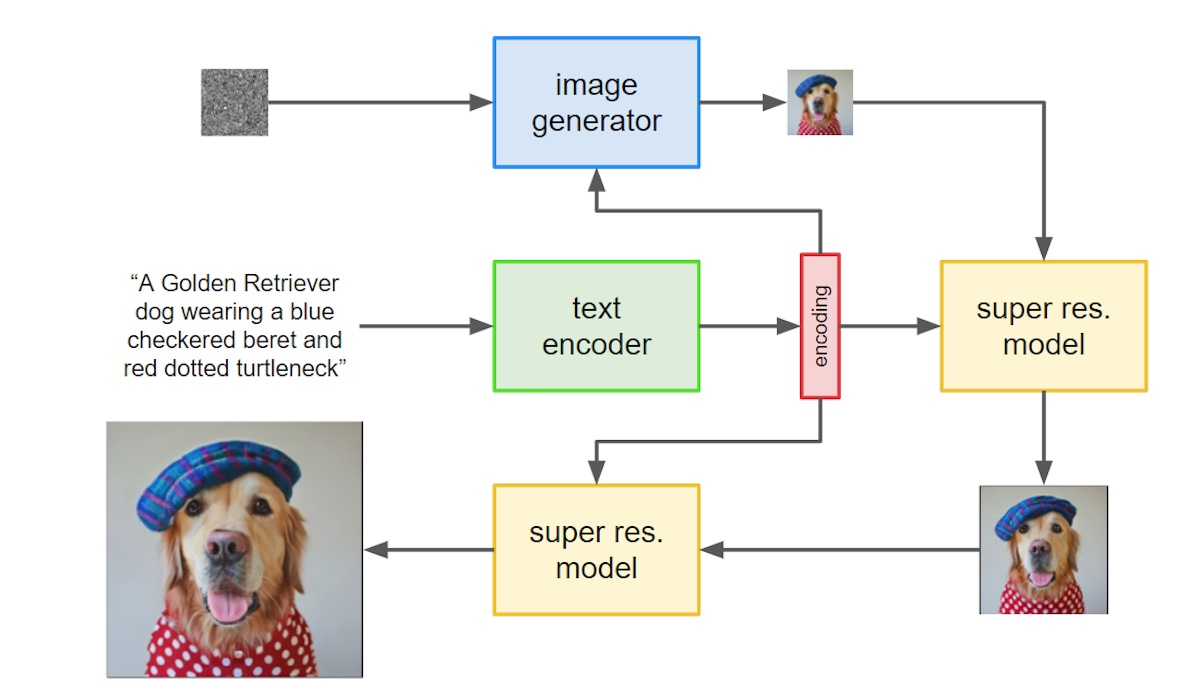 image
generator
“A Golden Retriever
dog wearing a blue
checkered beret and
red dotted turtleneck”
text
encoder
encoding
super res.
model
super res.
model